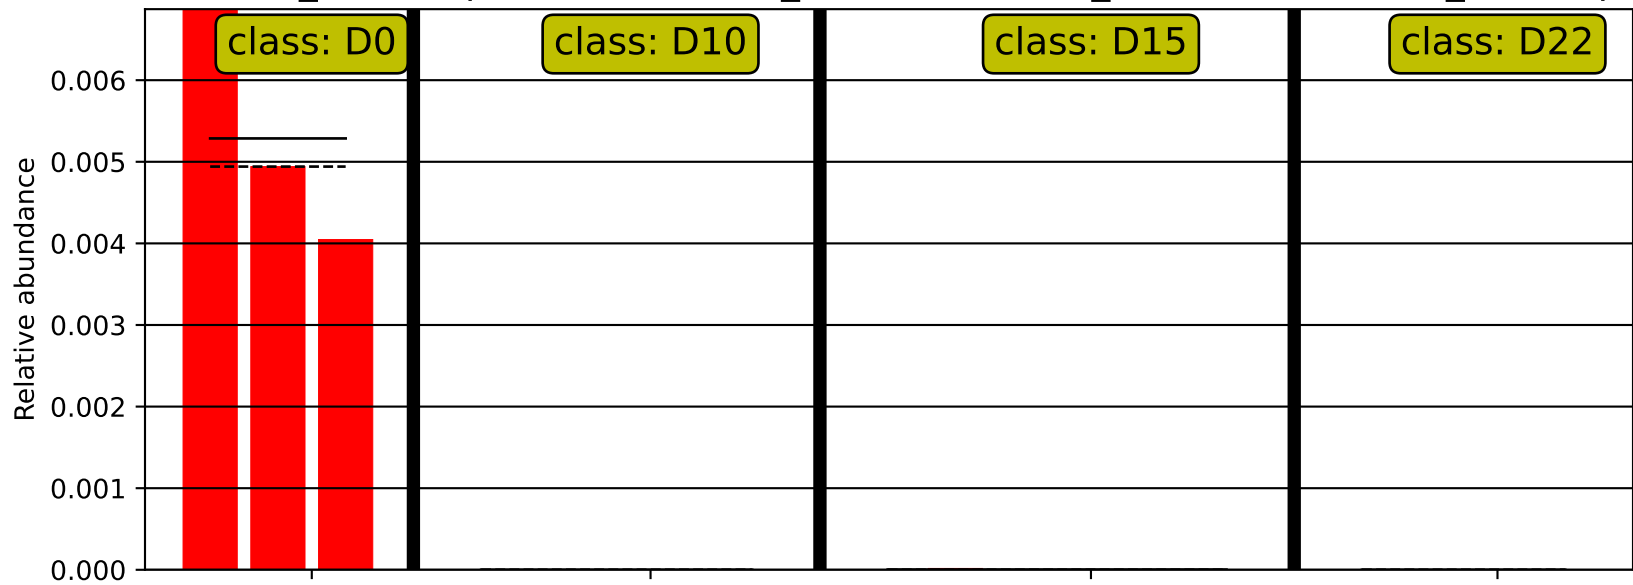 class: D0
class: D10
class: D15
class: D22
Relative abundance
0.006
0.005
0.004
0.003
0.002
0.001
0.000